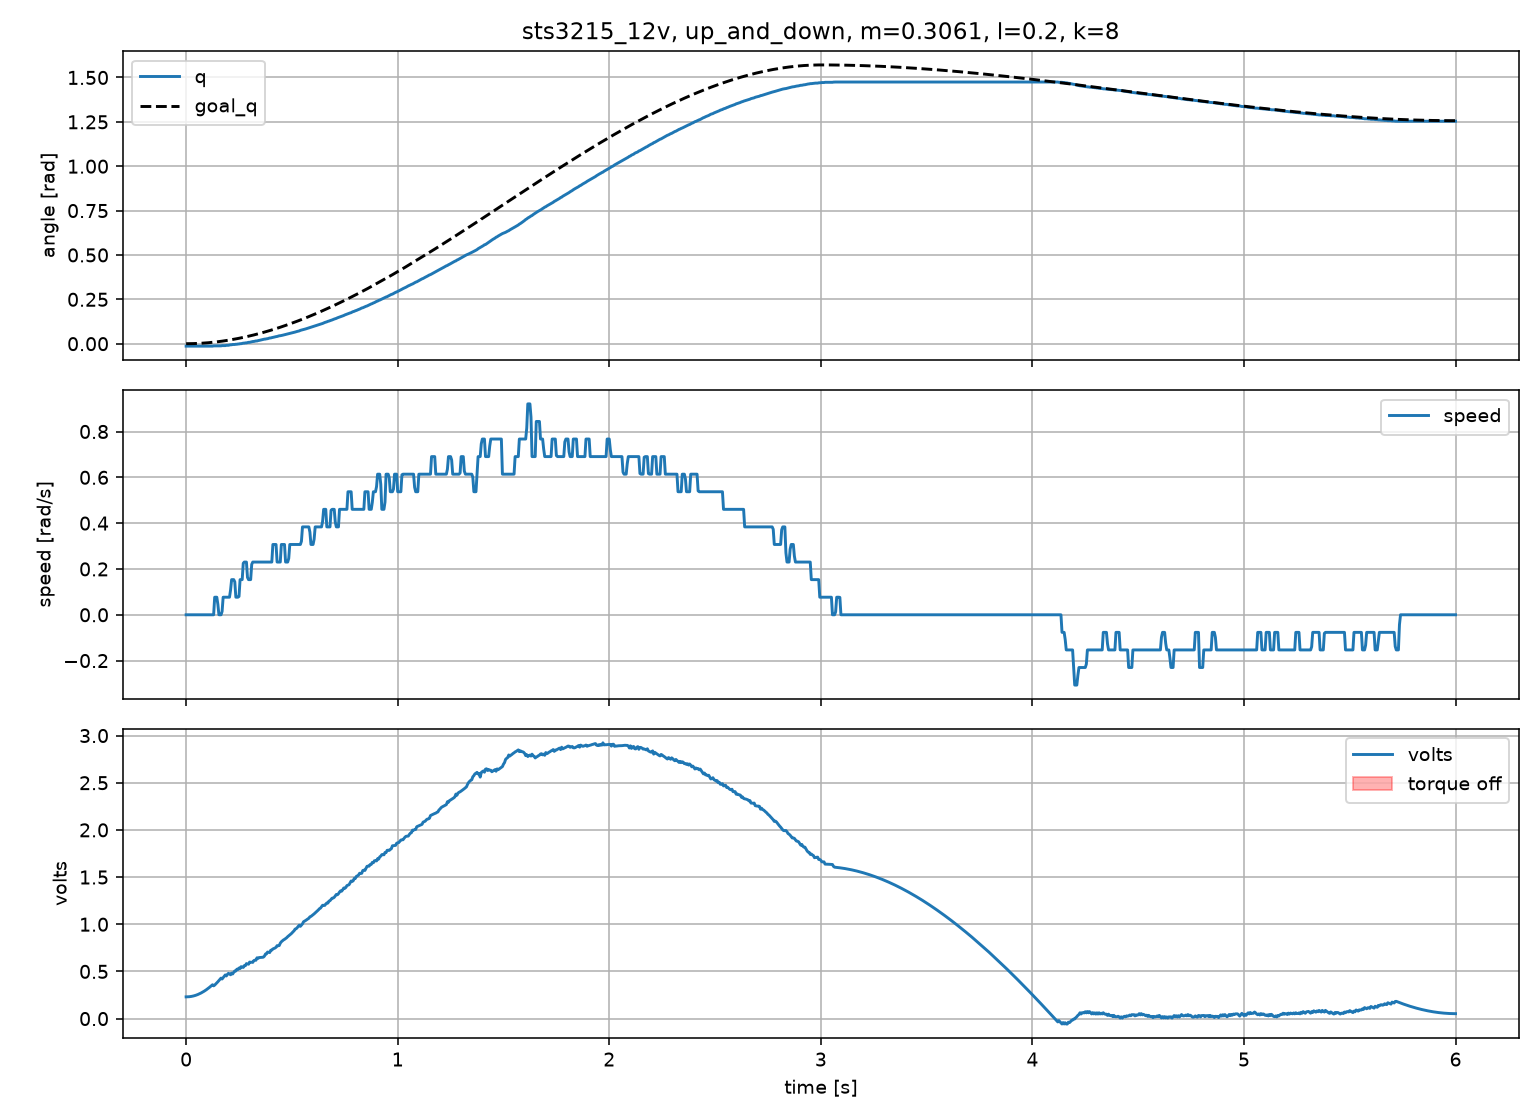 sts3215_12v, up_and_down, m=0.3061, l=0.2, k=8
q
goal_q
angle [rad]
1.50
1.25
1.00
0.75
0.50
0.25
0.00
speed
speed [rad/s]
0.8
0.6
0.4
0.2
0.0
−0.2
volts
torque off
volts
3.0
2.5
2.0
1.5
1.0
0.5
0.0
0 1 2 3 4 5 6
time [s]